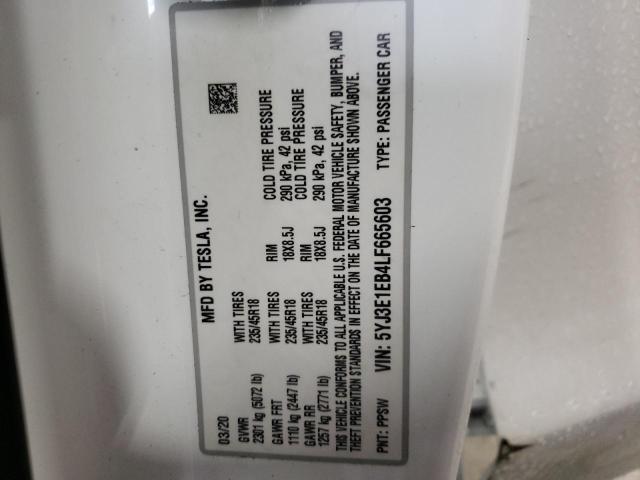 MFD BY TESLA, INC.
03/20
GVWR WITH TIRES RIM COLD TIRE PRESSURE
2301 kg (5072 lb) 235/45R18
GAWR FRT WITH TIRES RIM COLD TIRE PRESSURE
1110 kg (2447 lb) 235/45R18 18X8.5J 290 kPa, 42 psi
GAWR RR WITH TIRES RIM COLD TIRE PRESSURE
1257 kg (2771 lb) 235/45R18 18X8.5J 290 kPa, 42 psi
THIS VEHICLE CONFORMS TO ALL APPLICABLE U.S. FEDERAL MOTOR VEHICLE SAFETY, BUMPER, AND
THEFT PREVENTION STANDARDS IN EFFECT ON THE DATE OF MANUFACTURE SHOWN ABOVE.
VIN: 5YJ3E1EB4LF665603
PNT: PPSW TYPE: PASSENGER CAR